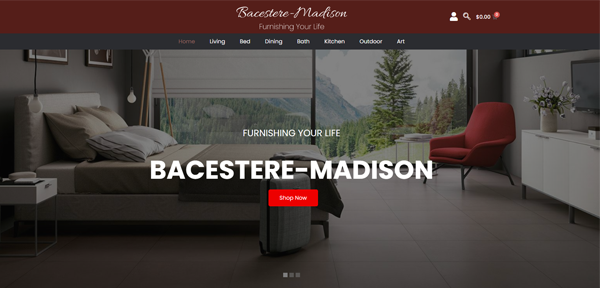 Bacestere-Madison
Furnishing Your Life
$0.00
Home Living Bed Dining Bath Kitchen Outdoor Art
FURNISHING YOUR LIFE
BACESTERE-MADISON
Shop Now